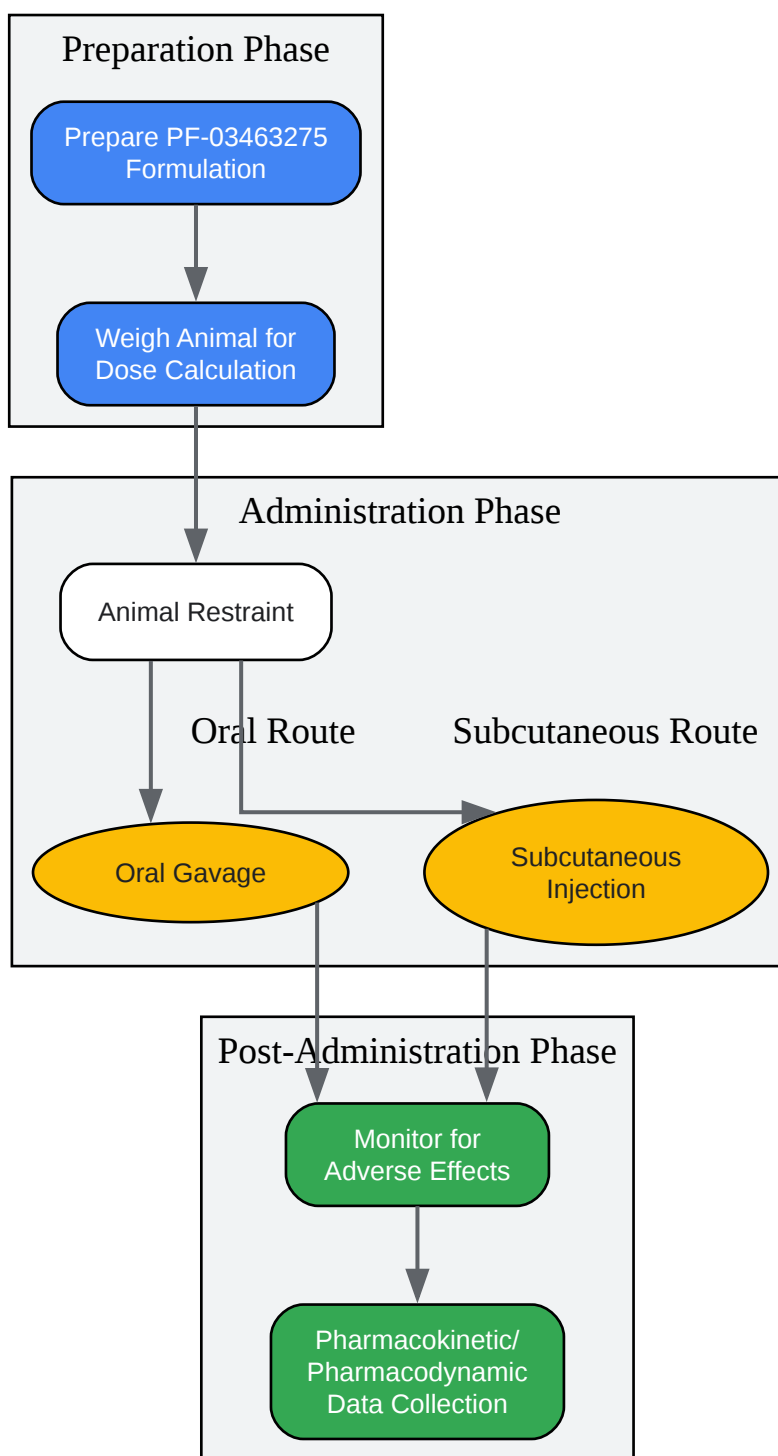 Preparation Phase
Prepare PF-03463275
Formulation
Weigh Animal for
Dose Calculation
Administration Phase
Animal Restraint
Oral Route
Subcutaneous Route
Oral Gavage
Subcutaneous
Injection
Post-Administration Phase
Monitor for
Adverse Effects
Pharmacokinetic/
Pharmacodynamic
Data Collection